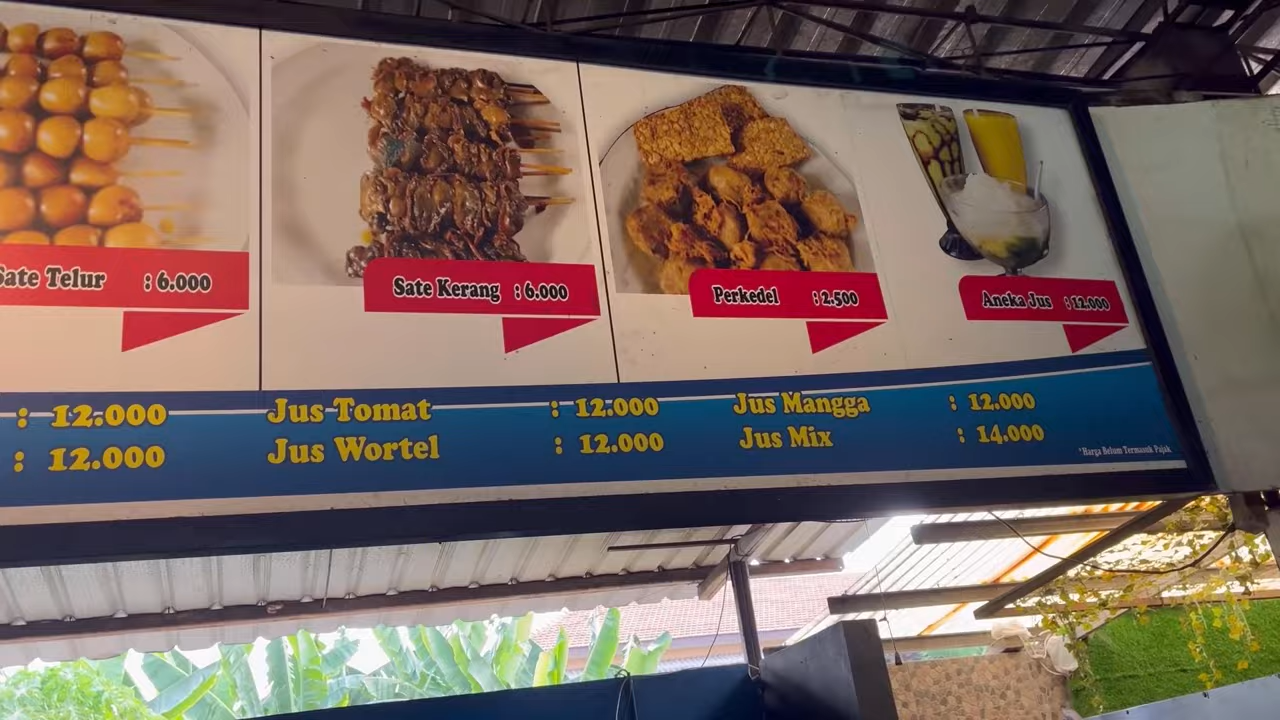 Sate Telur : 6.000
Sate Kerang : 6.000
Perkedel : 2.500
Aneka Jus : 12.000
: 12.000 Jus Tomat : 12.000 Jus Mangga : 12.000
: 12.000 Jus Wortel : 12.000 Jus Mix : 14.000
*Harga Belum Termasuk Pajak